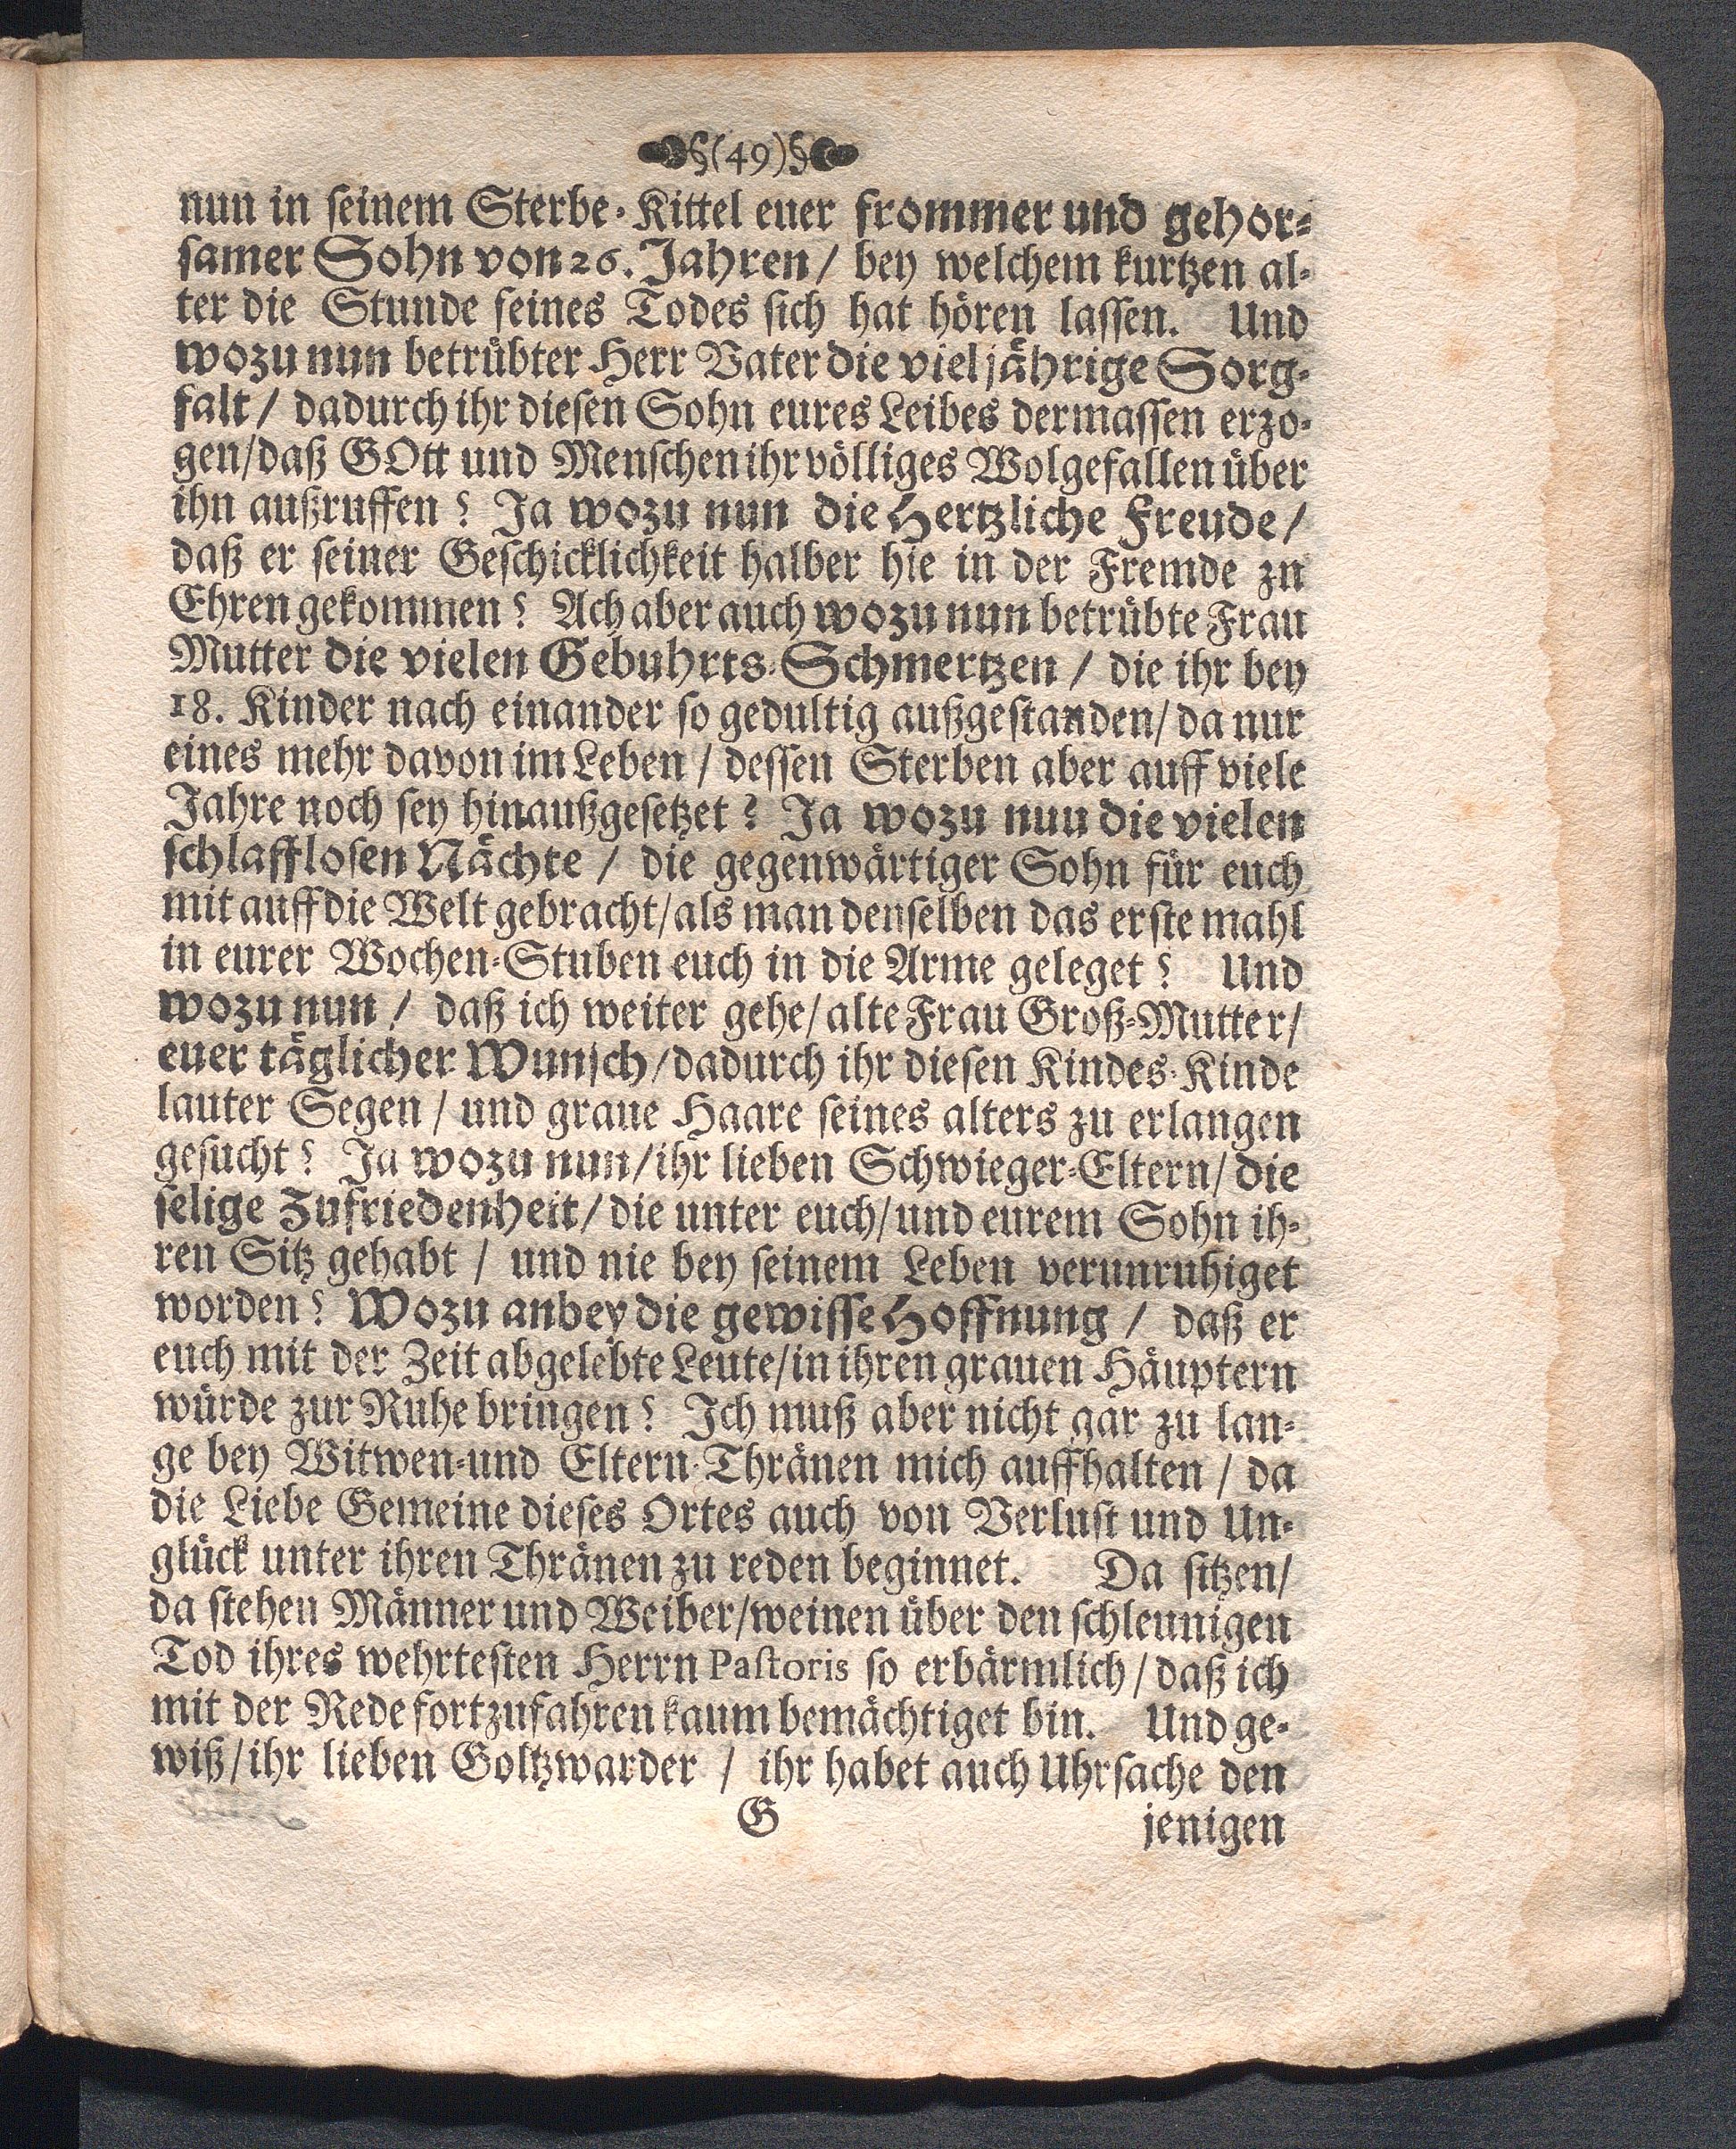 §(49)§
nun in seinem Sterbe-Kittel euer frommer und gehor-
samer Sohn von 26. Jahren / bey welchem kurtzen al-
ter die Stunde seines Todes sich hat hören lassen. Und
wozu nun betrübter Herr Vater die vieljährige Sorg-
falt / dadurch ihr diesen Sohn eures Leibes dermassen erzo-
gen/daß GOtt und Menschen ihr völliges Wolgefallen über
ihn außruffen? Ja wozu nun die Hertzliche Freude /
daß er seiner Geschicklichkeit halber hie in der Fremde zu
Ehren gekommen? Ach aber auch wozu nun betrübte Frau
Mutter die vielen Gebuhrts-Schmertzen / die ihr bey
18. Kinder nach einander so gedultig außgestanden/ da nur
eines mehr davon im Leben / dessen Sterben aber auff viele
Jahre noch sey hinaußgesetzet? Ja wozu nun die vielen
schlafflosen Nächte / die gegenwärtiger Sohn für euch
mit auff die Welt gebracht/als man denselben das erste mahl
in eurer Wochen-Stuben euch in die Arme geleget? Und
wozu nun / daß ich weiter gehe/ alte Frau Groß-Mutter/
euer täglicher Wunsch/dadurch ihr diesen Kindes-Kinde
lauter Segen / und graue Haare seines alters zu erlangen
gesucht? Ja wozu nun/ihr lieben Schwieger-Eltern/ die
selige Zufriedenheit/ die unter euch/ und eurem Sohn ih-
ren Sitz gehabt / und nie bey seinem Leben verunruhiget
worden? Wozu anbey die gewisse Hoffnung / daß er
euch mit der Zeit abgelebte Leute/in ihren grauen Häuptern
würde zur Ruhe bringen? Ich muß aber nicht gar zu lan-
ge bey Witwen-und Eltern-Thränen mich auffhalten / da
die Liebe Gemeine dieses Ortes auch von Verlust und Un-
glück unter ihren Thränen zu reden beginnet. Da sitzen/
da stehen Männer und Weiber/weinen über den schleunigen
Tod ihres wehrtesten Herrn Pastoris so erbärmlich / daß ich
mit der Rede fortzufahren kaum bemächtiget bin. Und ge-
wiß/ihr lieben Goltzwarder / ihr habet auch Uhrsache den
G jenigen